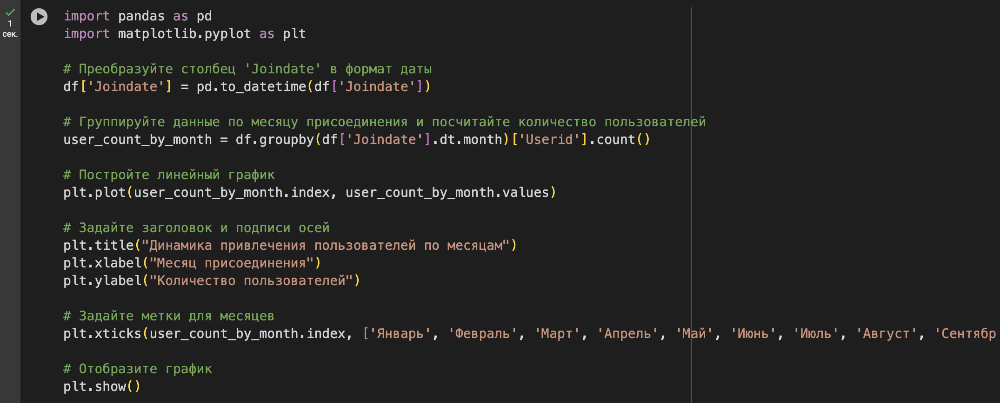 1
сек.
import pandas as pd
import matplotlib.pyplot as plt
# Преобразуйте столбец 'Joindate' в формат даты
df['Joindate'] = pd.to_datetime(df['Joindate'])
# Группируйте данные по месяцу присоединения и посчитайте количество пользователей
user_count_by_month = df.groupby(df['Joindate'].dt.month)['Userid'].count()
# Постройте линейный график
plt.plot(user_count_by_month.index, user_count_by_month.values)
# Задайте заголовок и подписи осей
plt.title("Динамика привлечения пользователей по месяцам")
plt.xlabel("Месяц присоединения")
plt.ylabel("Количество пользователей")
# Задайте метки для месяцев
plt.xticks(user_count_by_month.index, ['Январь', 'Февраль', 'Март', 'Апрель', 'Май', 'Июнь', 'Июль', 'Август', 'Сентябр
# Отобразите график
plt.show()